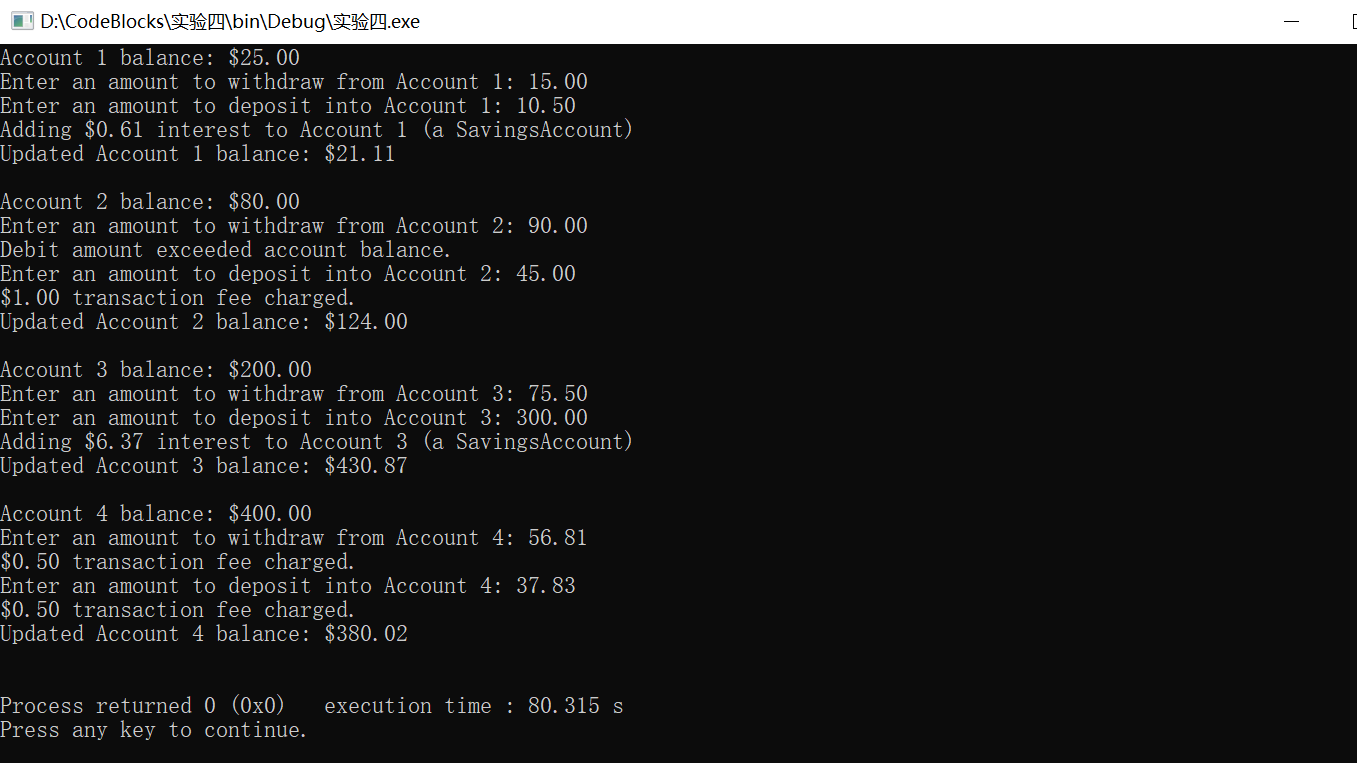 D:\CodeBlocks\实验四\bin\Debug\实验四.exe
Account 1 balance: $25.00
Enter an amount to withdraw from Account 1: 15.00
Enter an amount to deposit into Account 1: 10.50
Adding $0.61 interest to Account 1 (a SavingsAccount)
Updated Account 1 balance: $21.11
Account 2 balance: $80.00
Enter an amount to withdraw from Account 2: 90.00
Debit amount exceeded account balance.
Enter an amount to deposit into Account 2: 45.00
$1.00 transaction fee charged.
Updated Account 2 balance: $124.00
Account 3 balance: $200.00
Enter an amount to withdraw from Account 3: 75.50
Enter an amount to deposit into Account 3: 300.00
Adding $6.37 interest to Account 3 (a SavingsAccount)
Updated Account 3 balance: $430.87
Account 4 balance: $400.00
Enter an amount to withdraw from Account 4: 56.81
$0.50 transaction fee charged.
Enter an amount to deposit into Account 4: 37.83
$0.50 transaction fee charged.
Updated Account 4 balance: $380.02
Process returned 0 (0x0)   execution time : 80.315 s
Press any key to continue.